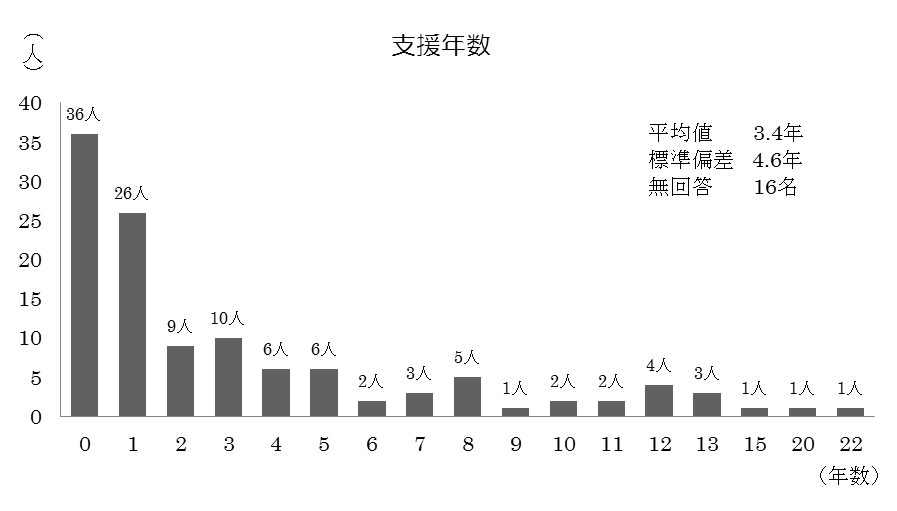 支援年数
（人）
平均値 3.4年
標準偏差 4.6年
無回答 16名
40
35
30
25
20
15
10
5
0
36人 26人 9人 10人 6人 6人 2人 3人 5人 1人 2人 2人 4人 3人 1人 1人 1人
0 1 2 3 4 5 6 7 8 9 10 11 12 13 15 20 22
（年数）